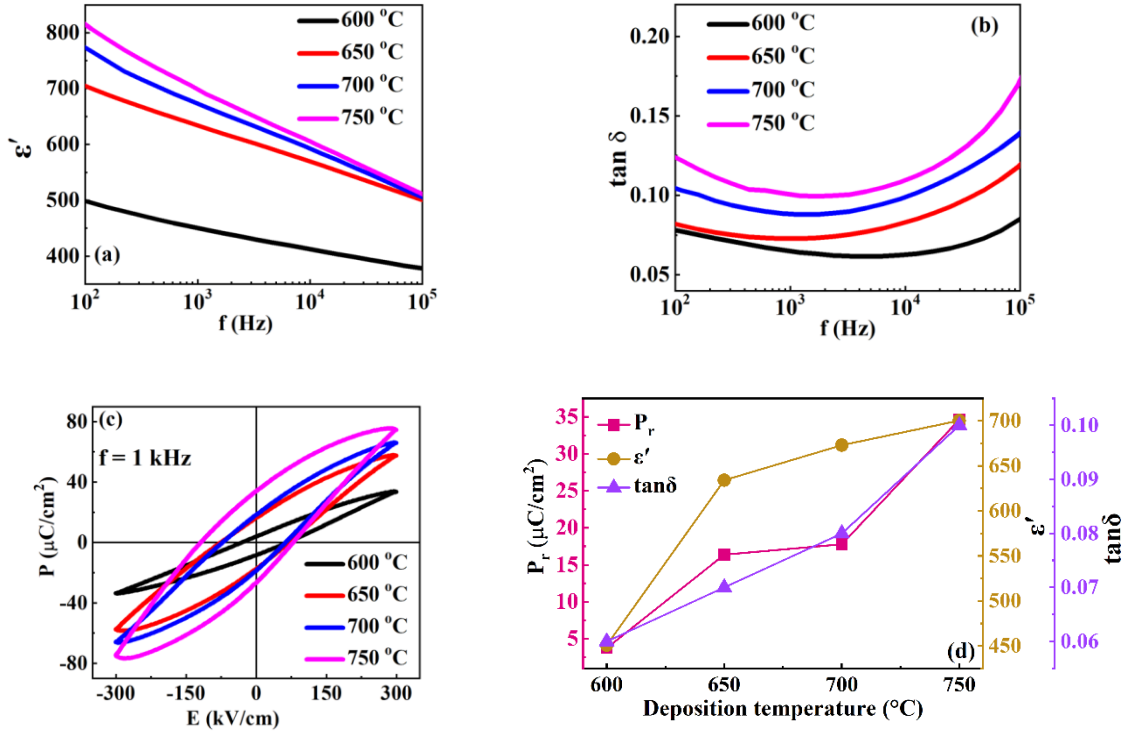 800
700
600
500
400
ε′
600 °C
650 °C
700 °C
750 °C
(a)
10² 10³ 10⁴ 10⁵
f (Hz)
(b)
0.20
0.15
0.10
0.05
tan δ
600 °C
650 °C
700 °C
750 °C
10² 10³ 10⁴ 10⁵
f (Hz)
(c)
f = 1 kHz
80
40
0
-40
-80
P (μC/cm²)
600 °C
650 °C
700 °C
750 °C
-300 -150 0 150 300
E (kV/cm)
35
30
25
20
15
10
5
Pᵣ (μC/cm²)
Pᵣ
ε′
tanδ
(d)
700
650
600
550
500
450
ε′
0.10
0.09
0.08
0.07
0.06
tanδ
600 650 700 750
Deposition temperature (°C)